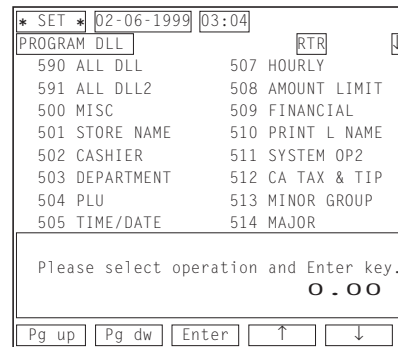 * SET * 02-06-1999 03:04
PROGRAM DLL RTR ↓
590 ALL DLL 507 HOURLY
591 ALL DLL2 508 AMOUNT LIMIT
500 MISC 509 FINANCIAL
501 STORE NAME 510 PRINT L NAME
502 CASHIER 511 SYSTEM OP2
503 DEPARTMENT 512 CA TAX & TIP
504 PLU 513 MINOR GROUP
505 TIME/DATE 514 MAJOR
Please select operation and Enter key.
0.00
Pg up Pg dw Enter ↑ ↓